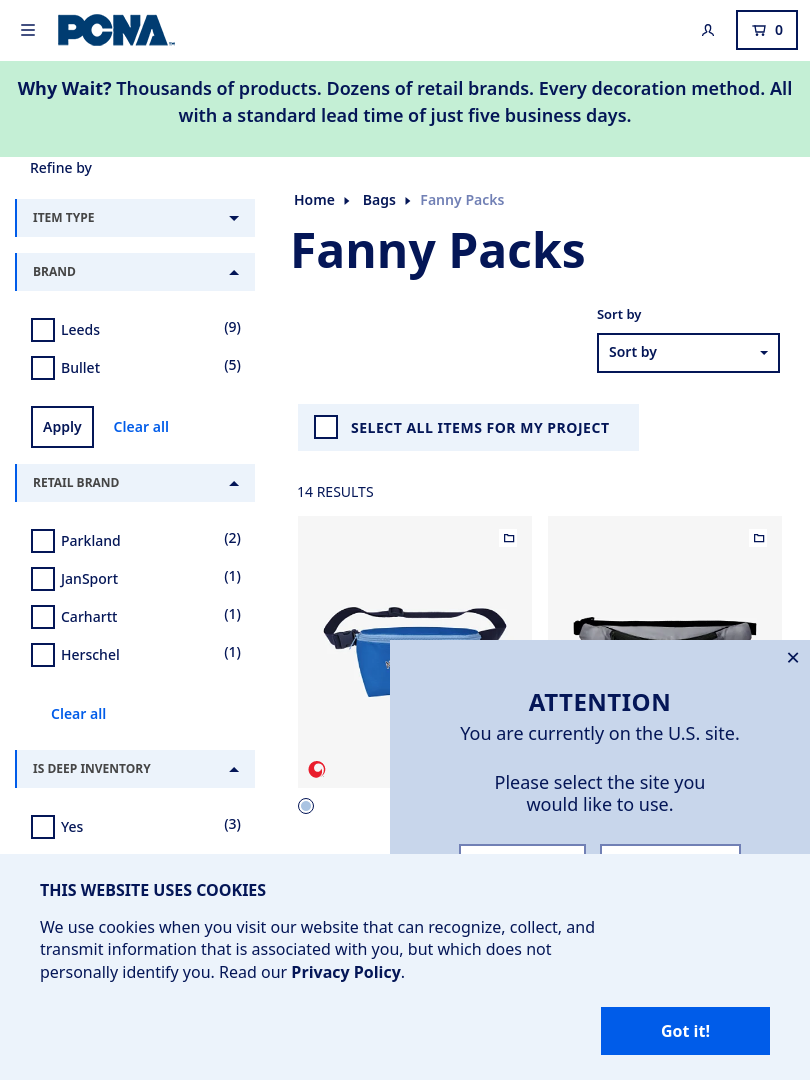 PCNA
0
Why Wait? Thousands of products. Dozens of retail brands. Every decoration method. All
with a standard lead time of just five business days.
Refine by
ITEM TYPE
BRAND
Leeds (9)
Bullet (5)
Apply Clear all
RETAIL BRAND
Parkland (2)
JanSport (1)
Carhartt (1)
Herschel (1)
Clear all
IS DEEP INVENTORY
Yes (3)
Home Bags Fanny Packs
Fanny Packs
Sort by
Sort by
SELECT ALL ITEMS FOR MY PROJECT
14 RESULTS
ATTENTION
You are currently on the U.S. site.
Please select the site you
would like to use.
THIS WEBSITE USES COOKIES
We use cookies when you visit our website that can recognize, collect, and
transmit information that is associated with you, but which does not
personally identify you. Read our Privacy Policy.
Got it!